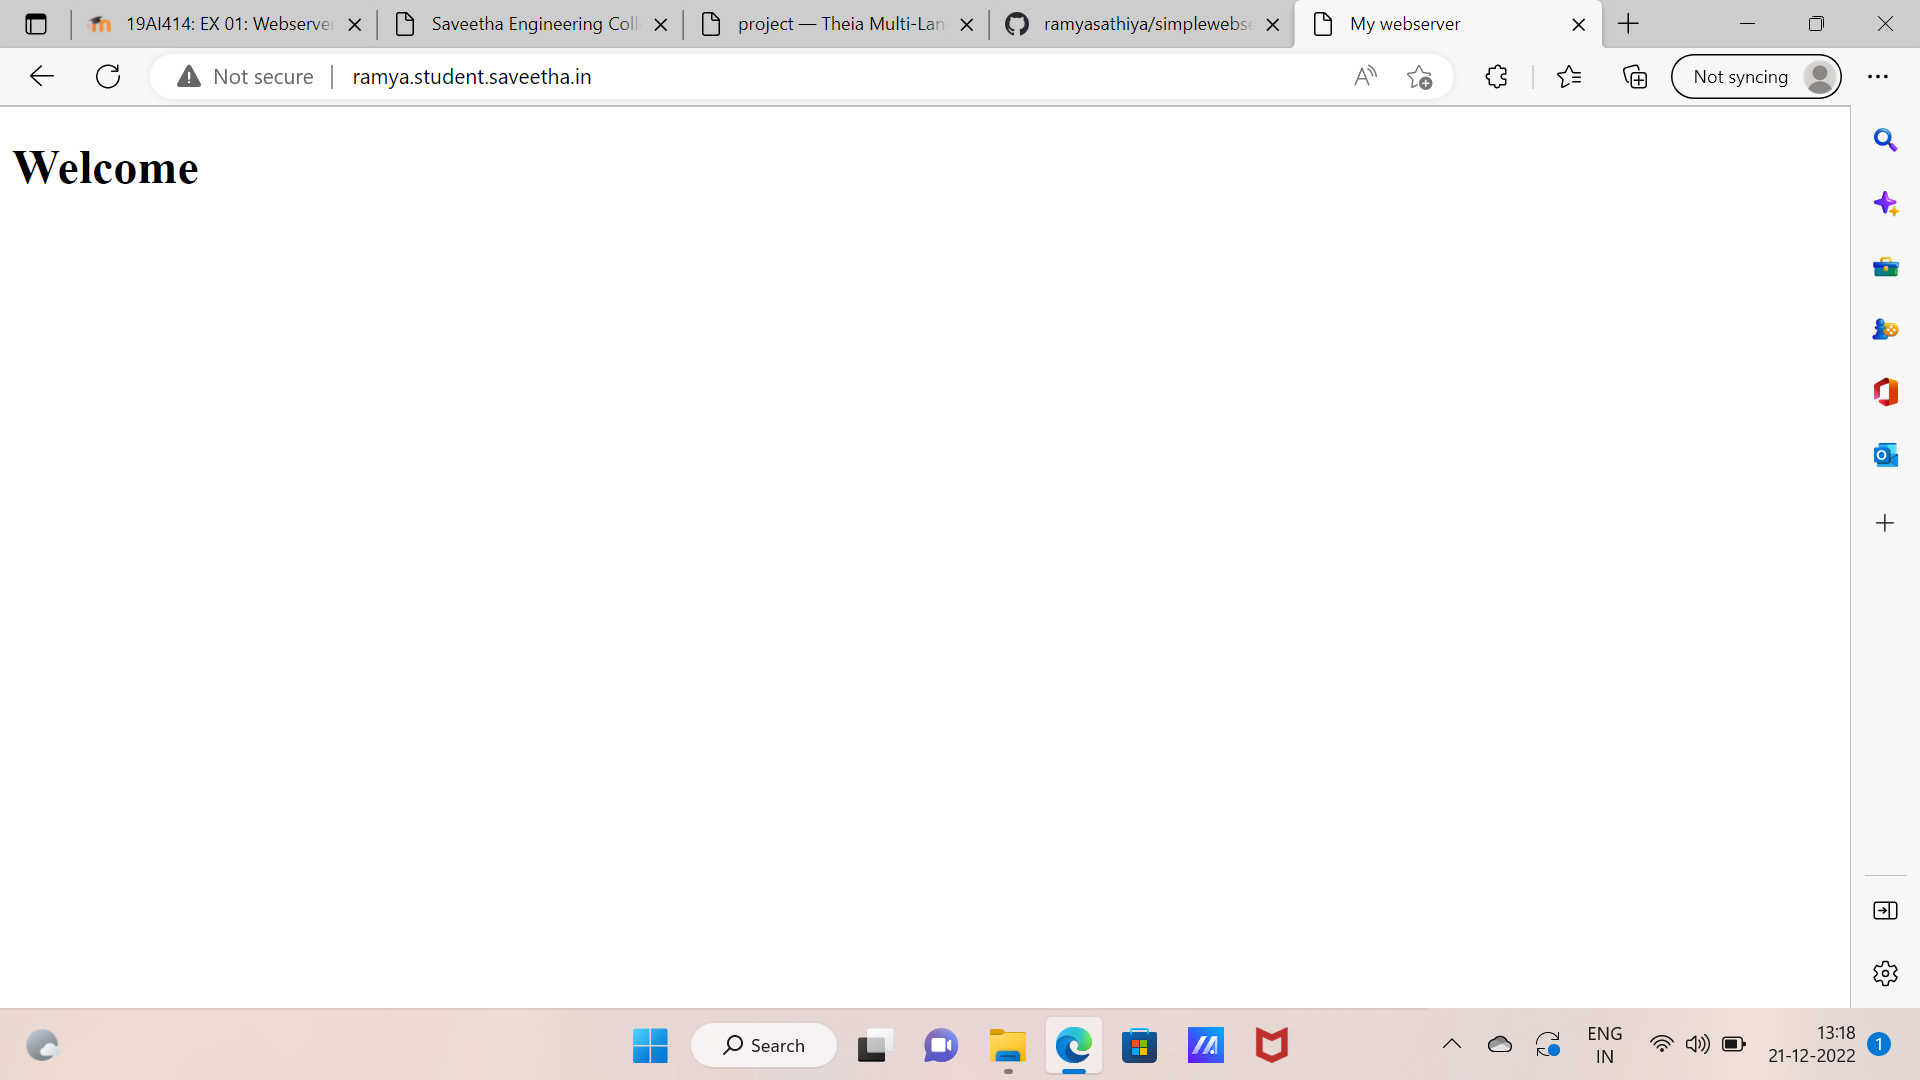 19AI414: EX 01: Webserver
Saveetha Engineering Coll
project — Theia Multi-Lan
ramyasathiya/simplewebse
My webserver
Not secure
ramya.student.saveetha.in
Not syncing
Welcome
Search
ENG
IN
13:18
21-12-2022
1